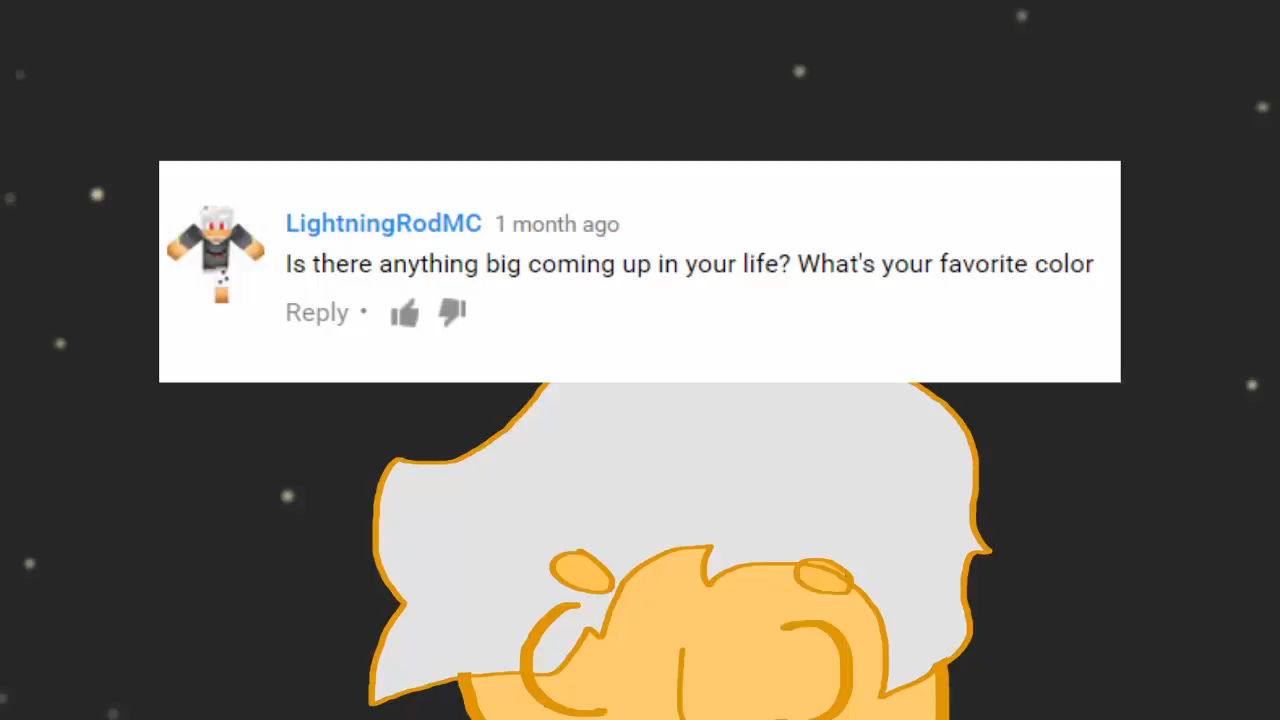 LightningRodMC 1 month ago
Is there anything big coming up in your life? What's your favorite color
Reply •